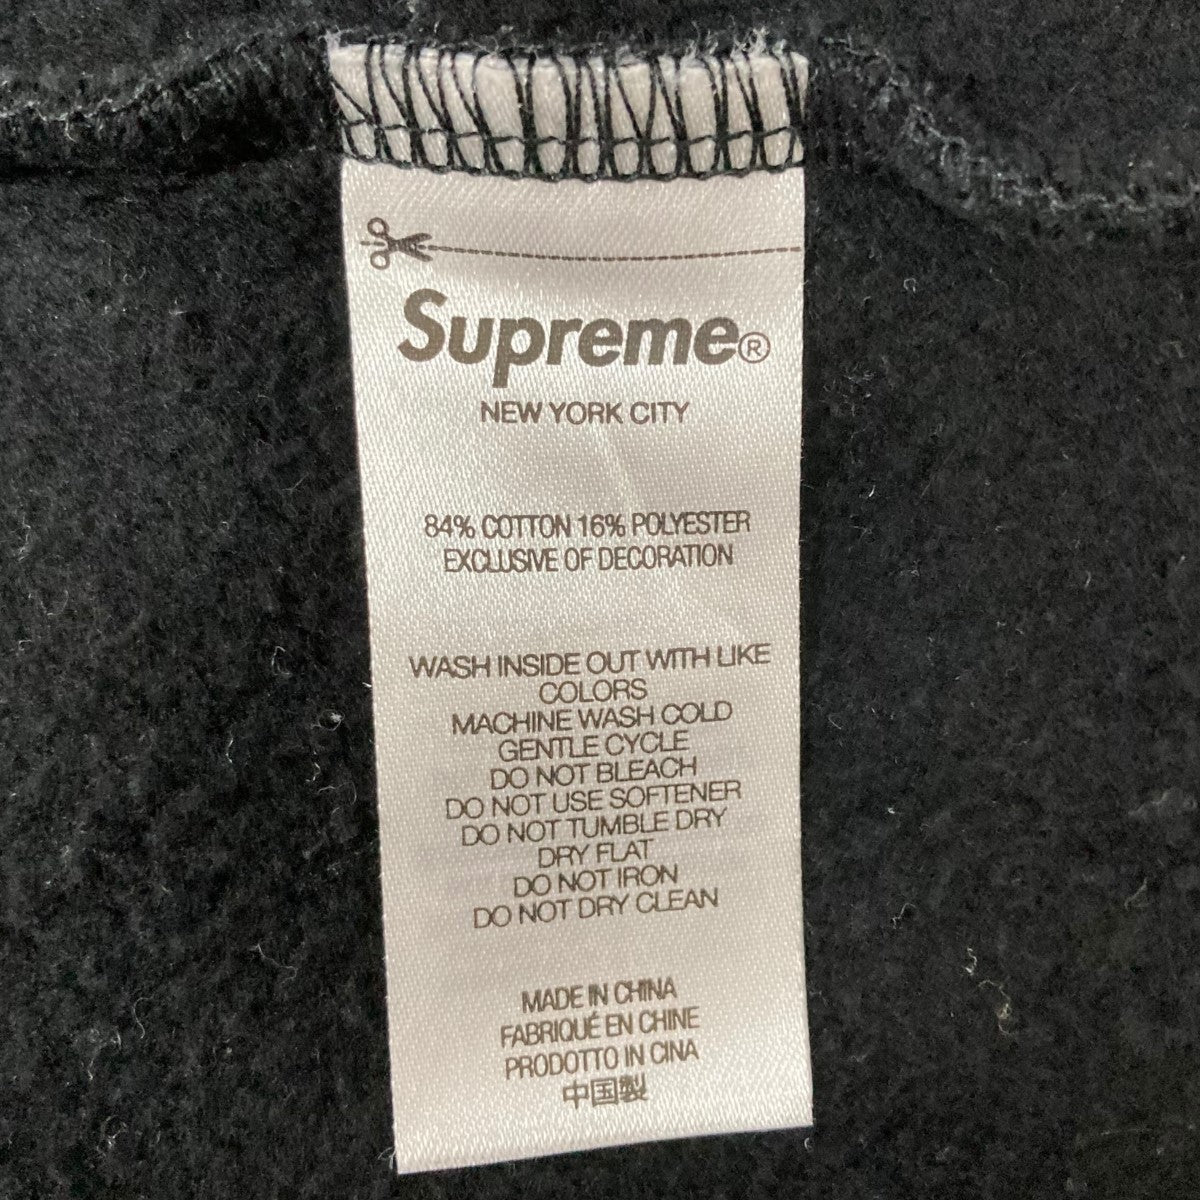 Supreme®
NEW YORK CITY
84% COTTON 16% POLYESTER
EXCLUSIVE OF DECORATION
WASH INSIDE OUT WITH LIKE
COLORS
MACHINE WASH COLD
GENTLE CYCLE
DO NOT BLEACH
DO NOT USE SOFTENER
DO NOT TUMBLE DRY
DRY FLAT
DO NOT IRON
DO NOT DRY CLEAN
MADE IN CHINA
FABRIQUÉ EN CHINE
PRODOTTO IN CINA
中国製